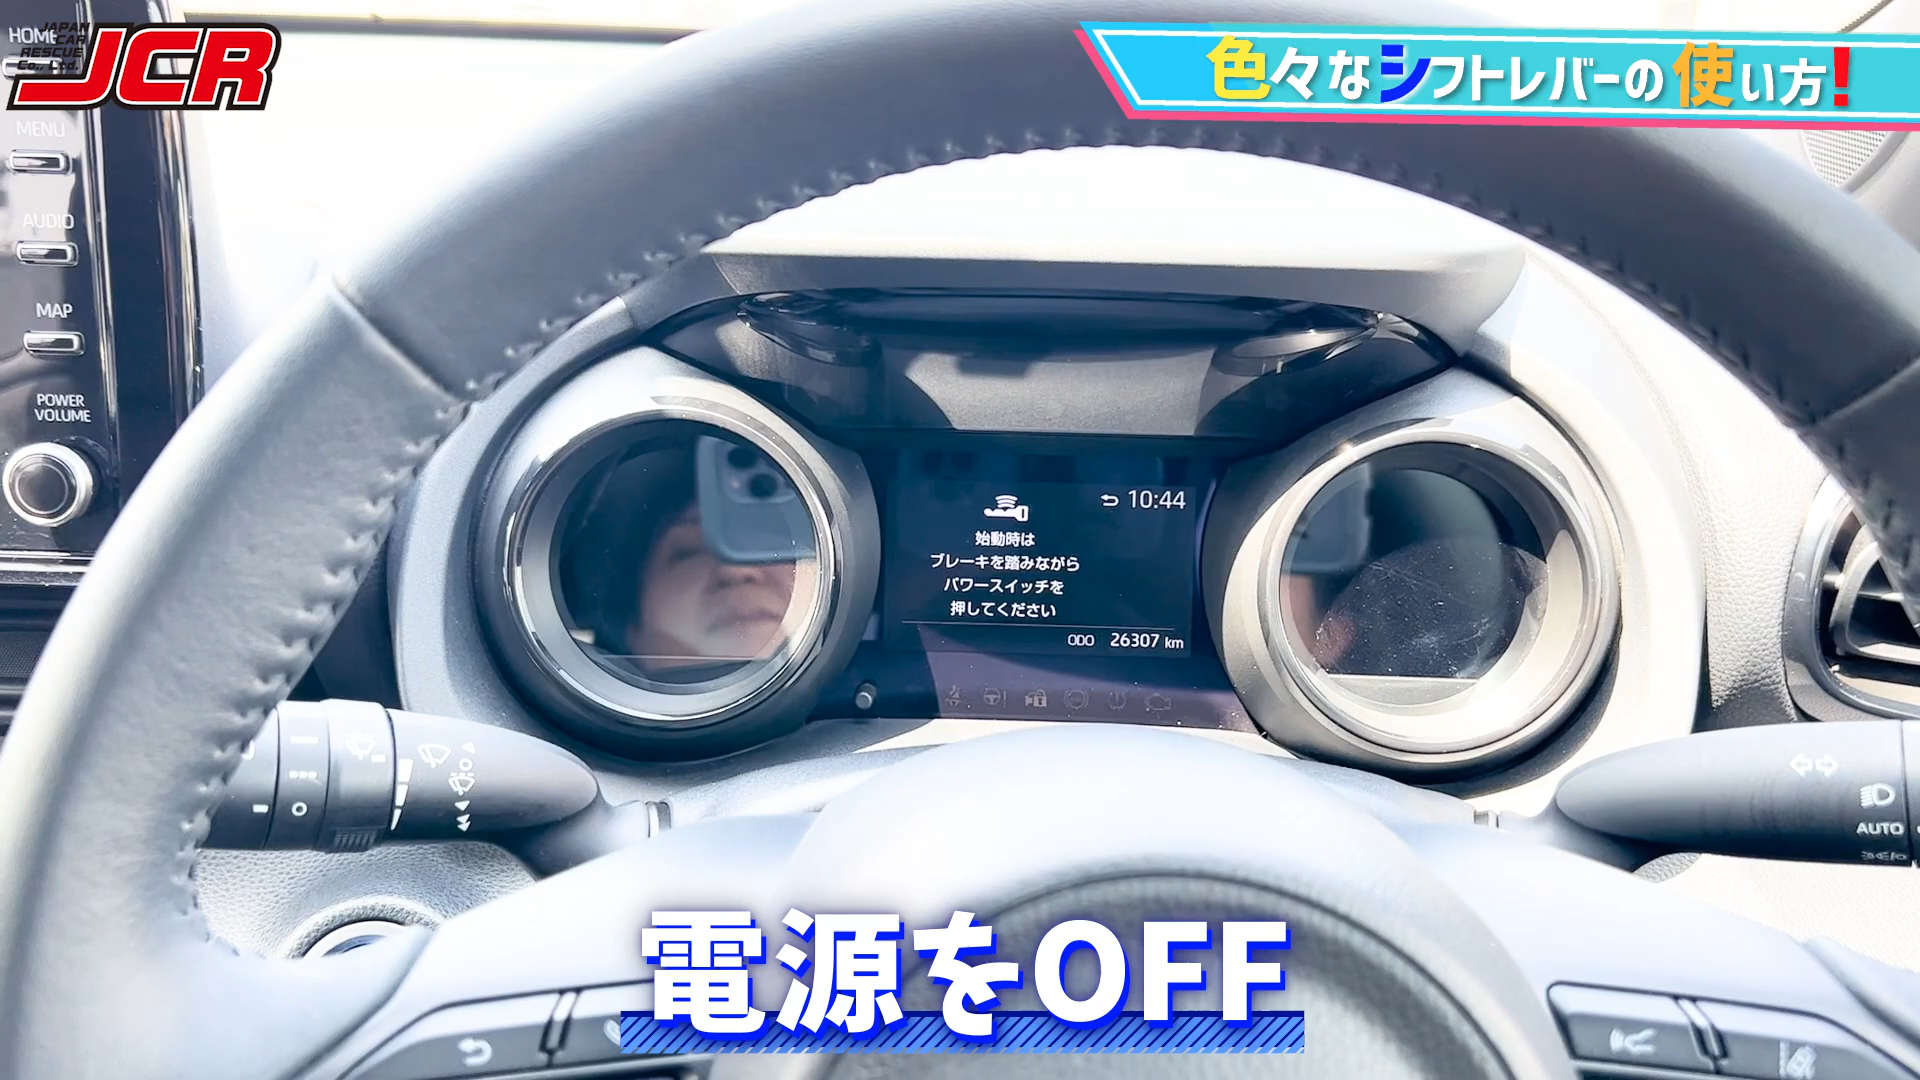 HOME
JAPAN
CAR
RESCUE
Co., Ltd.
JCR
色々なシフトレバーの使い方!
MENU
AUDIO
MAP
POWER
VOLUME
10:44
始動時は
ブレーキを踏みながら
パワースイッチを
押してください
ODO 26307 km
AUTO
電源をOFF